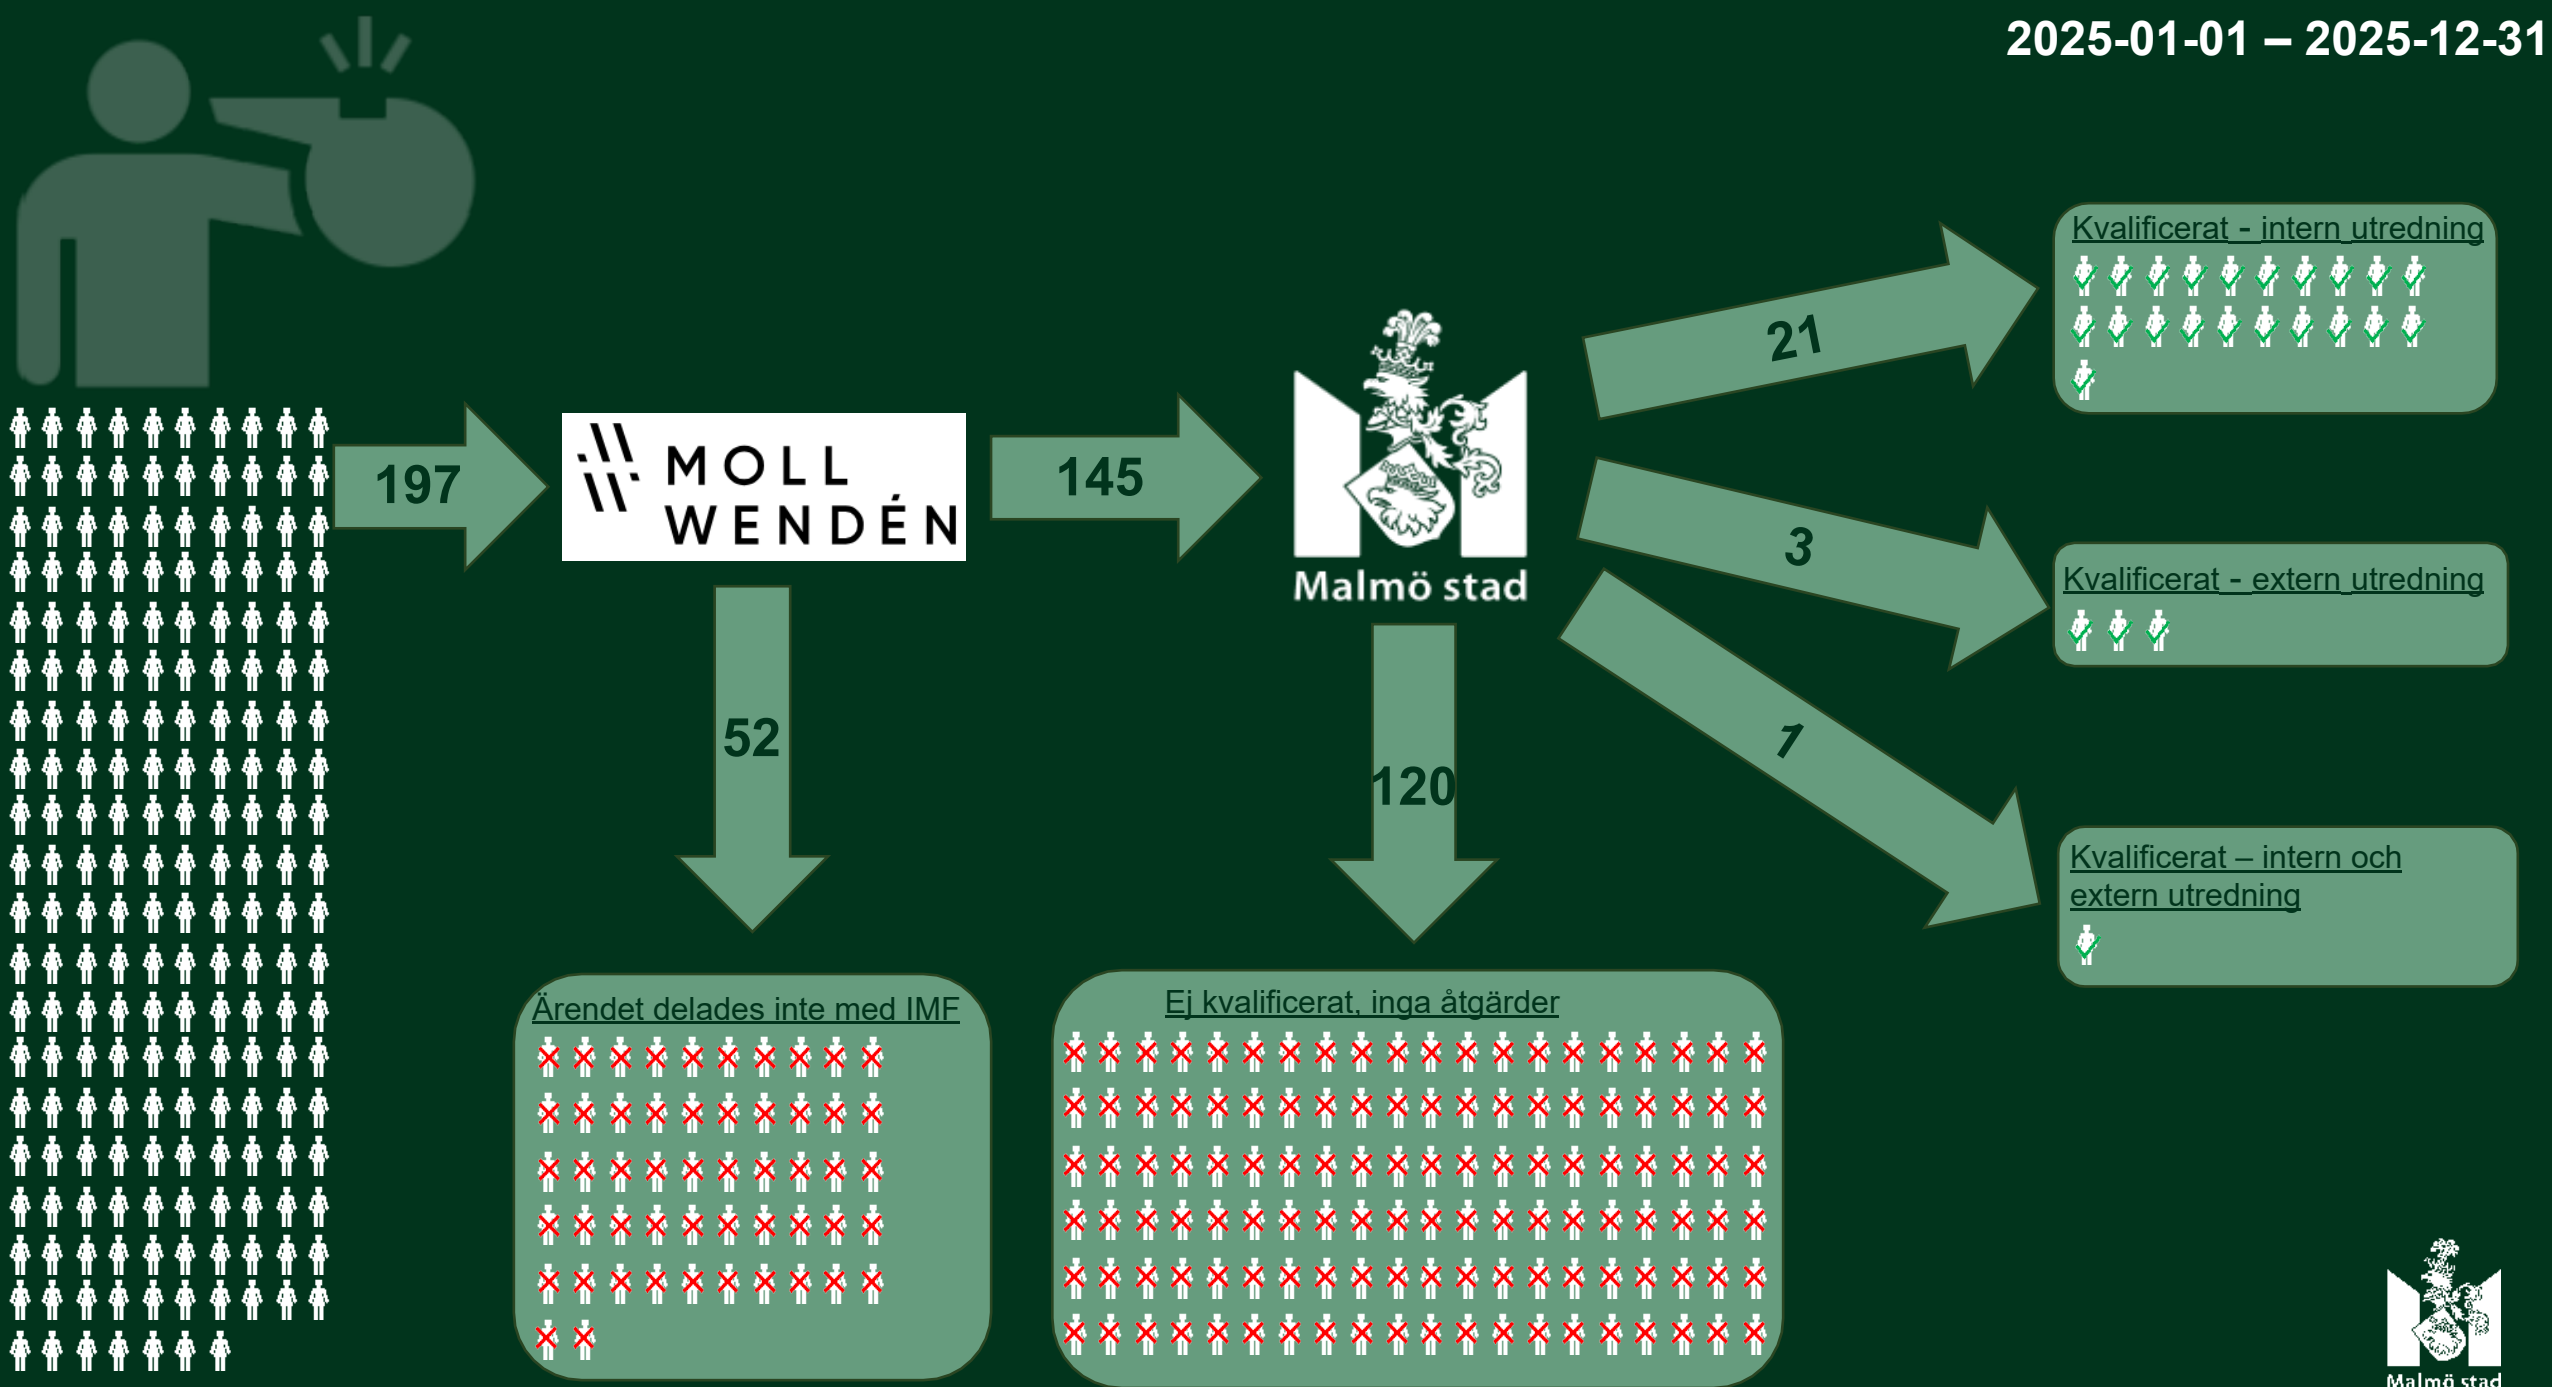 2025-01-01 – 2025-12-31
197
MOLL
WENDÉN
145
Malmö stad
21
Kvalificerat - intern utredning
3
Kvalificerat - extern utredning
1
Kvalificerat – intern och
extern utredning
52
Ärendet delades inte med IMF
120
Ej kvalificerat, inga åtgärder
Malmö stad